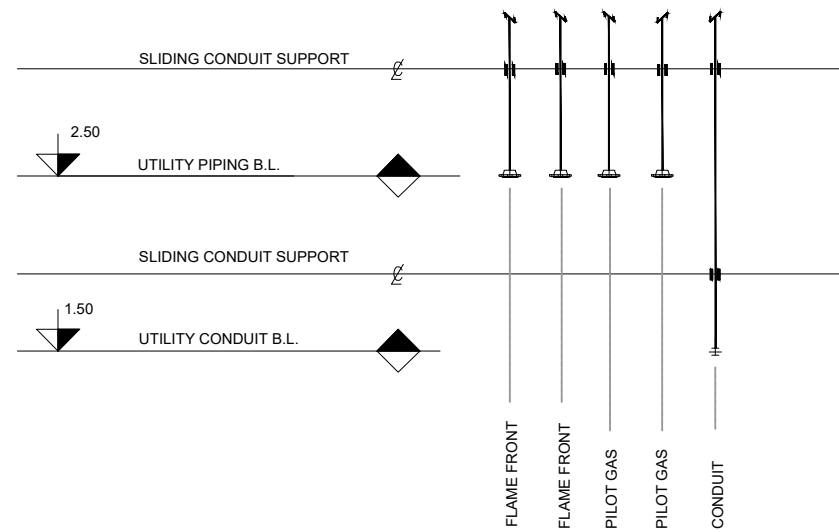 SLIDING CONDUIT SUPPORT
2.50
UTILITY PIPING B.L.
SLIDING CONDUIT SUPPORT
1.50
UTILITY CONDUIT B.L.
FLAME FRONT
FLAME FRONT
PILOT GAS
PILOT GAS
CONDUIT